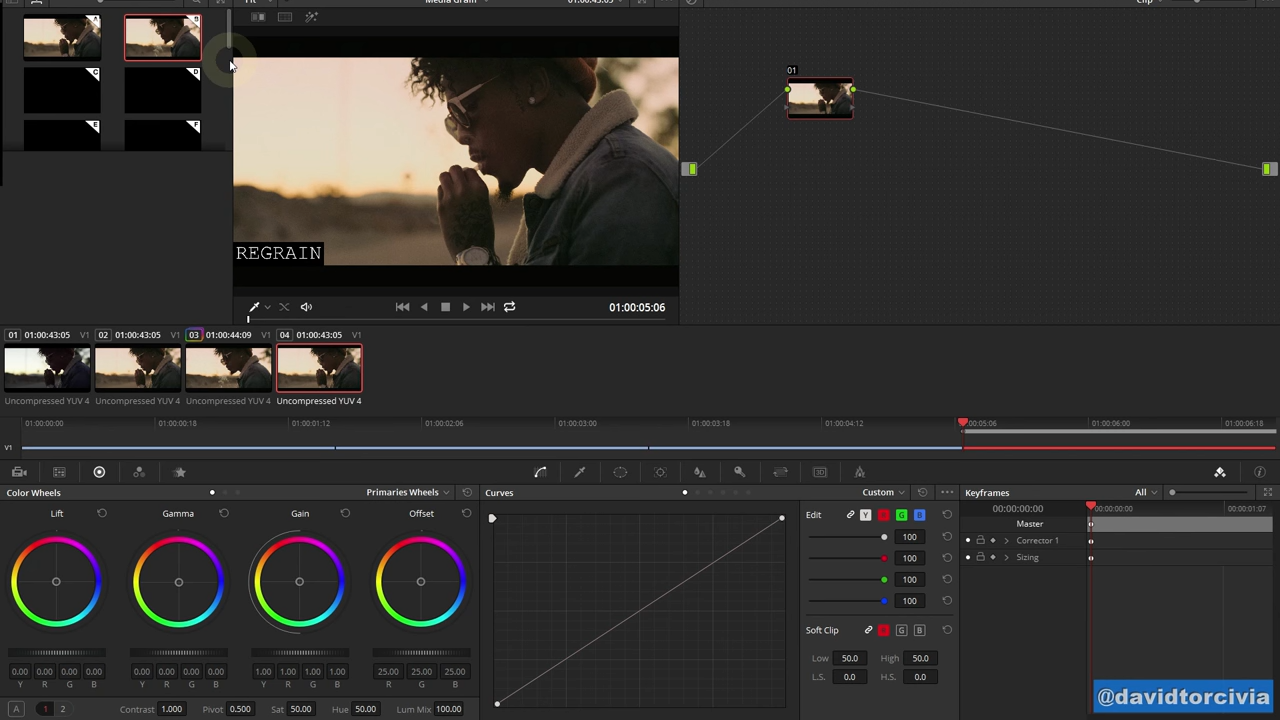 Fit
Media Grain
01:00:43:05
Clip
A
B
C
D
E
F
01
REGRAIN
01:00:05:06
01 01:00:43:05 V1
02 01:00:43:05 V1
03 01:00:44:09 V1
04 01:00:43:05 V1
Uncompressed YUV 4
Uncompressed YUV 4
Uncompressed YUV 4
Uncompressed YUV 4
01:00:00:00
01:00:00:18
01:00:01:12
01:00:02:06
01:00:03:00
01:00:03:18
01:00:04:12
00:05:06
01:00:06:00
01:00:06:18
V1
3D
Color Wheels
Primaries Wheels
Curves
Custom
Keyframes
All
Lift
Gamma
Gain
Offset
Edit
Y
G
B
100
100
100
100
00:00:00:00
00:00:00:00
00:00:01:07
Master
Corrector 1
Sizing
Soft Clip
G
B
Low 50.0 High 50.0
L.S. 0.0 H.S. 0.0
0.00 0.00 0.00 0.00
Y R G B
0.00 0.00 0.00 0.00
Y R G B
1.00 1.00 1.00 1.00
Y R G B
25.00 25.00 25.00
R G B
A
1 2
Contrast 1.000
Pivot 0.500
Sat 50.00
Hue 50.00
Lum Mix 100.00
@davidtorcivia